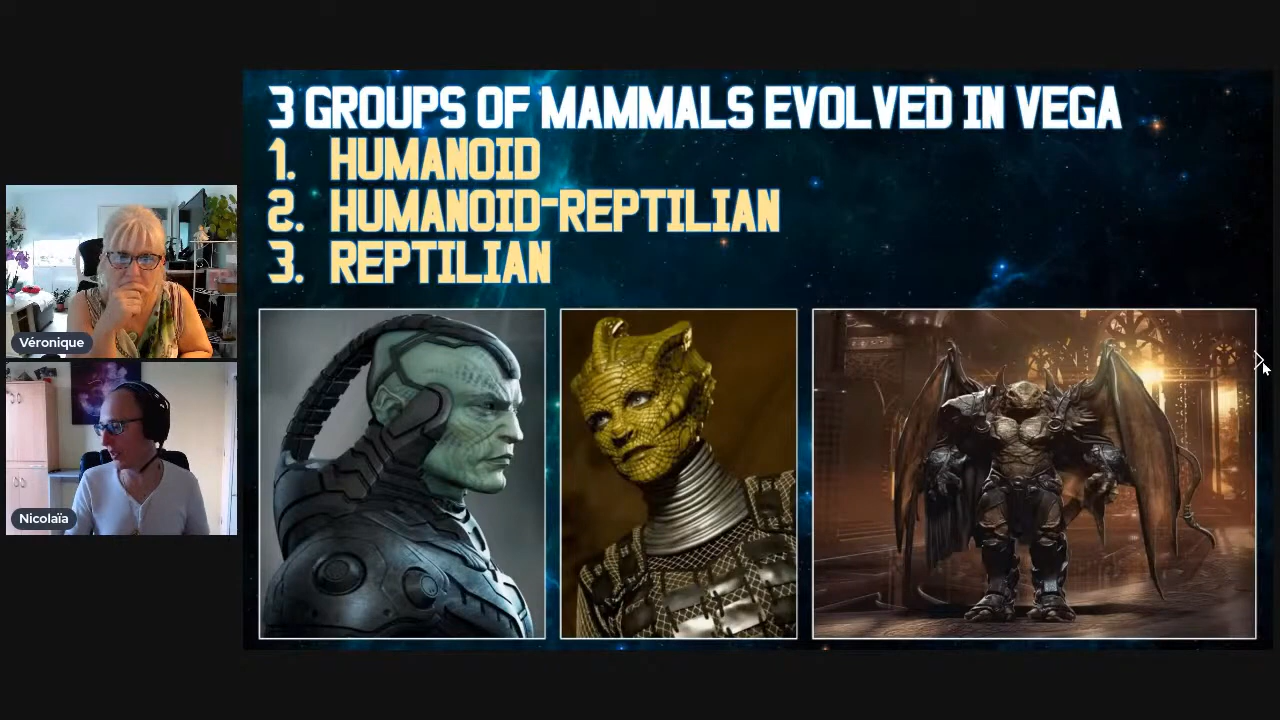 3 GROUPS OF MAMMALS EVOLVED IN VEGA
1. HUMANOID
2. HUMANOID-REPTILIAN
3. REPTILIAN
Véronique
Nicolaïa